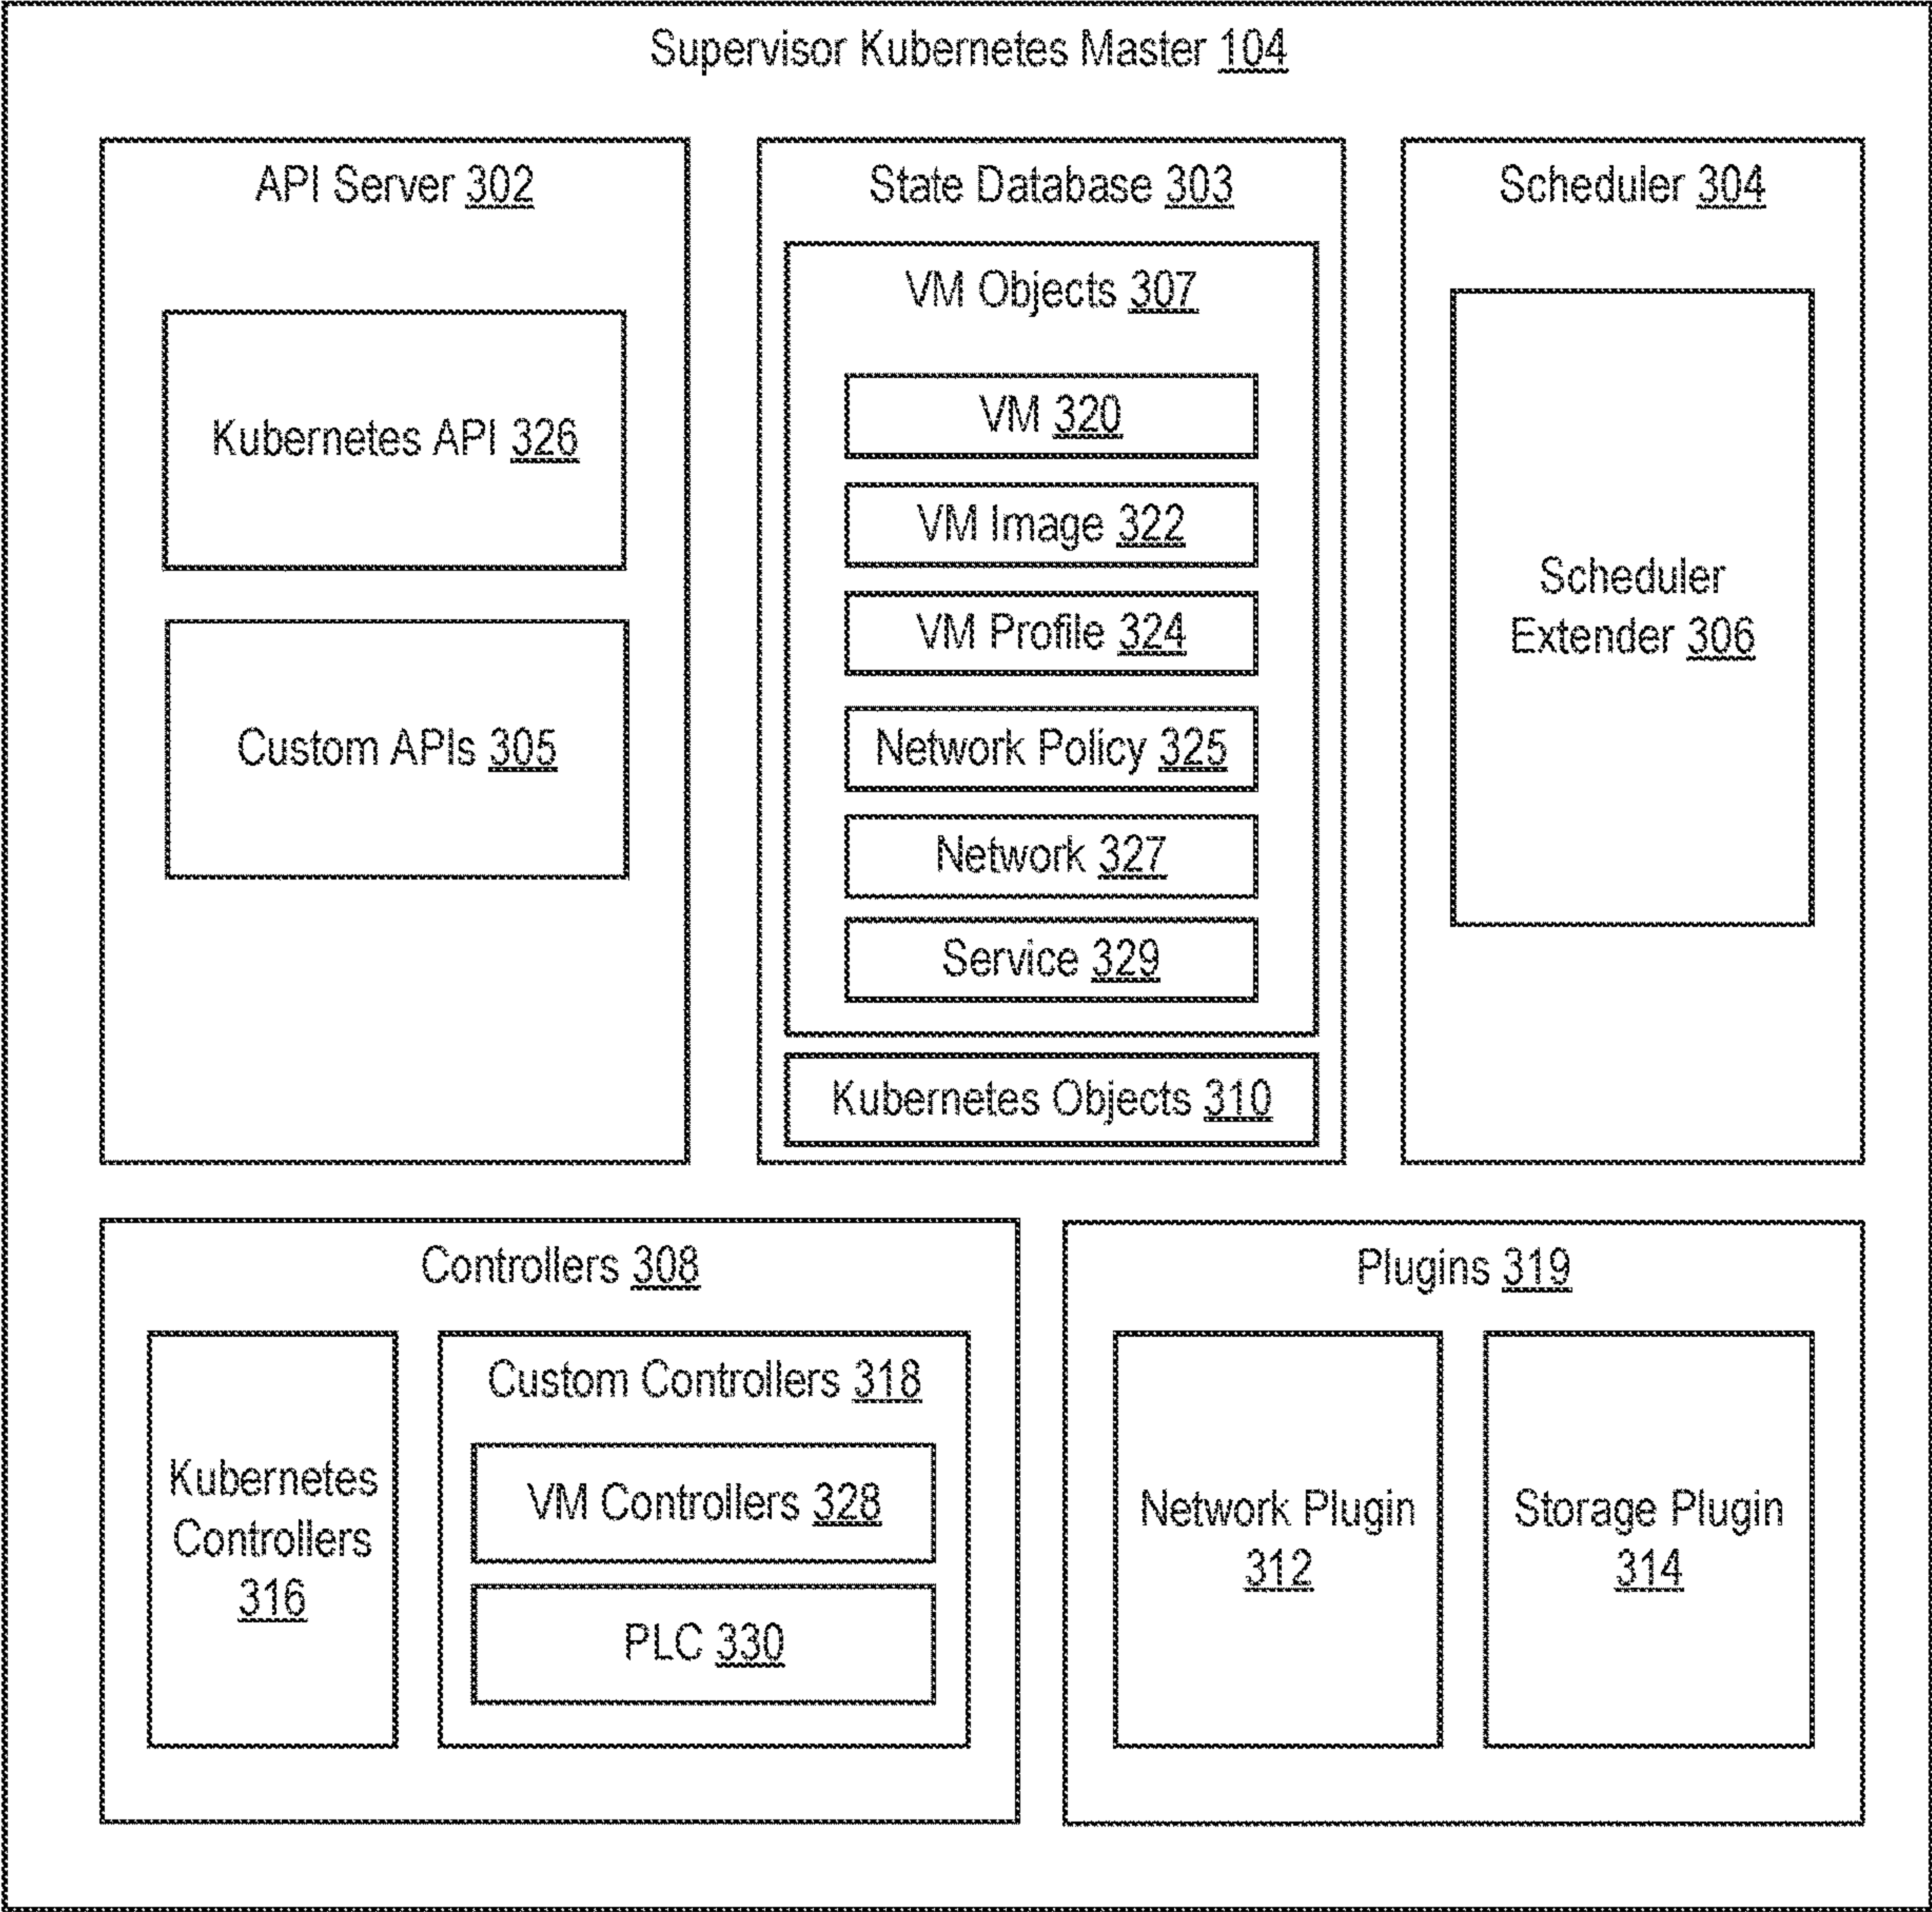 Supervisor Kubernetes Master 104
API Server 302
Kubernetes API 326
Custom APIs 305
State Database 303
VM Objects 307
VM 320
VM Image 322
VM Profile 324
Network Policy 325
Network 327
Service 329
Kubernetes Objects 310
Scheduler 304
Scheduler
Extender 306
Controllers 308
Kubernetes
Controllers
316
Custom Controllers 318
VM Controllers 328
PLC 330
Plugins 319
Network Plugin
312
Storage Plugin
314